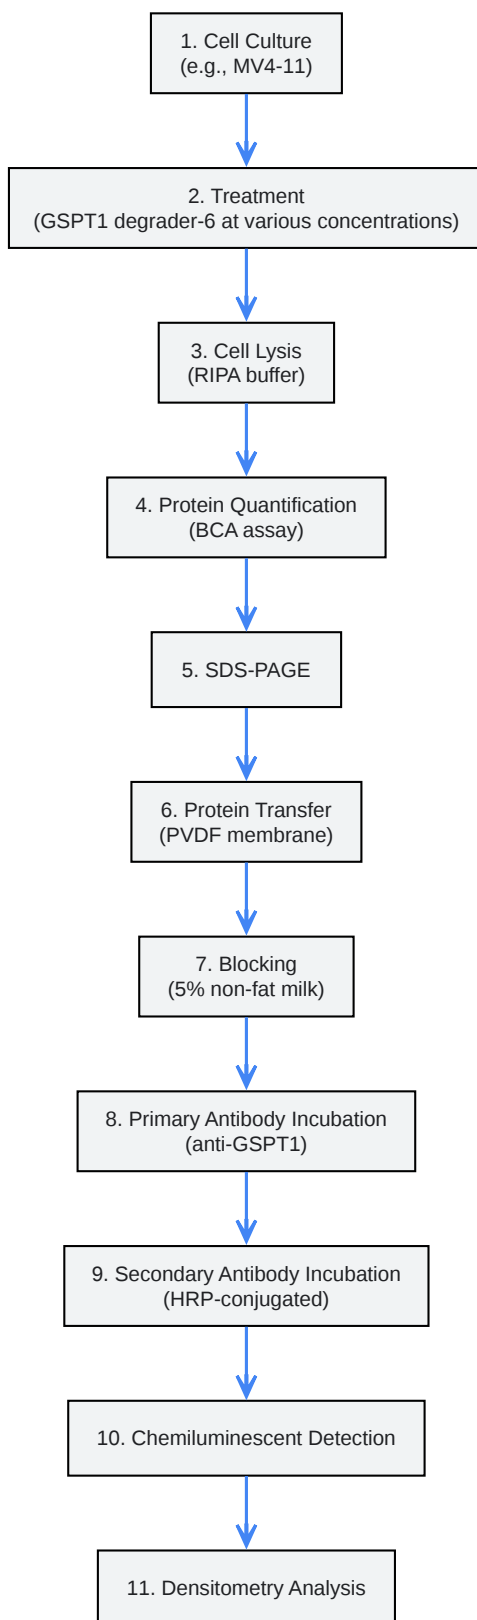 1. Cell Culture
(e.g., MV4-11)
2. Treatment
(GSPT1 degrader-6 at various concentrations)
3. Cell Lysis
(RIPA buffer)
4. Protein Quantification
(BCA assay)
5. SDS-PAGE
6. Protein Transfer
(PVDF membrane)
7. Blocking
(5% non-fat milk)
8. Primary Antibody Incubation
(anti-GSPT1)
9. Secondary Antibody Incubation
(HRP-conjugated)
10. Chemiluminescent Detection
11. Densitometry Analysis